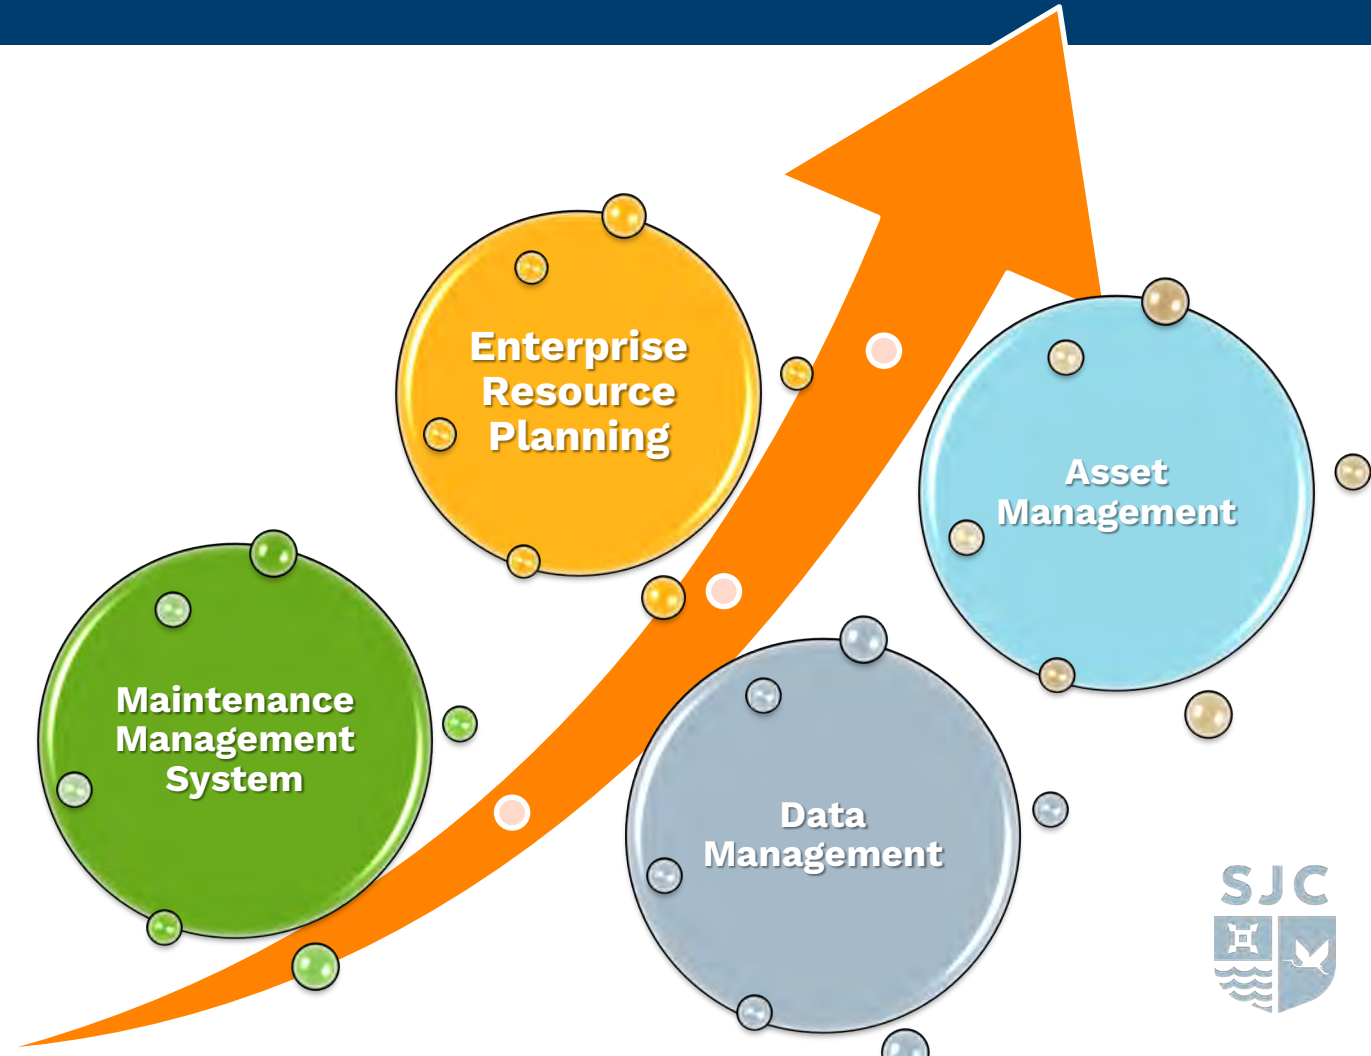 Enterprise
Resource
Planning
Asset
Management
Maintenance
Management
System
Data
Management
SJC